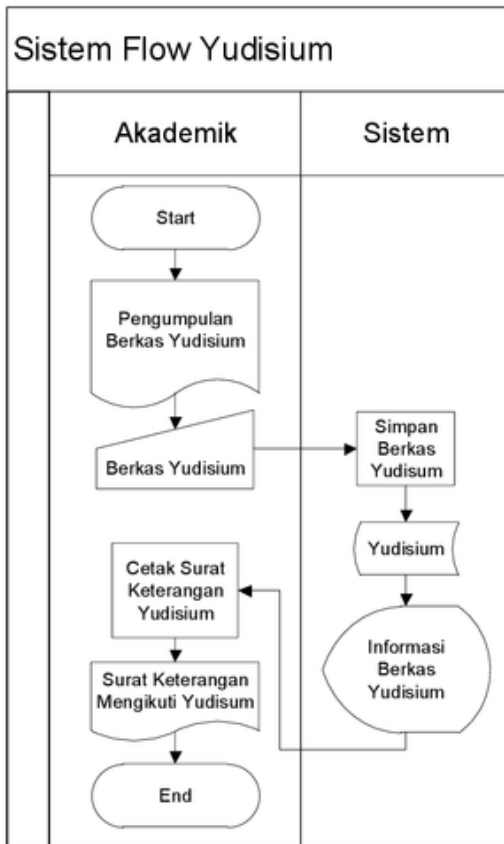 Sistem Flow Yudisium
Akademik
Sistem
Start
Pengumpulan
Berkas Yudisium
Berkas Yudisium
Simpan
Berkas
Yudisum
Yudisium
Informasi
Berkas
Yudisium
Cetak Surat
Keterangan
Yudisium
Surat Keterangan
Mengikuti Yudisum
End